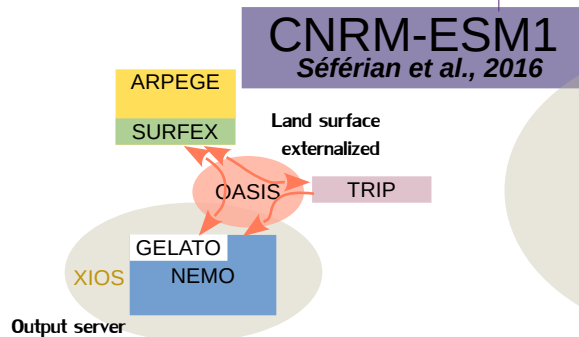 CNRM-ESM1
Séférian et al., 2016
ARPEGE
SURFEX
Land surface
externalized
OASIS
TRIP
GELATO
XIOS
NEMO
Output server